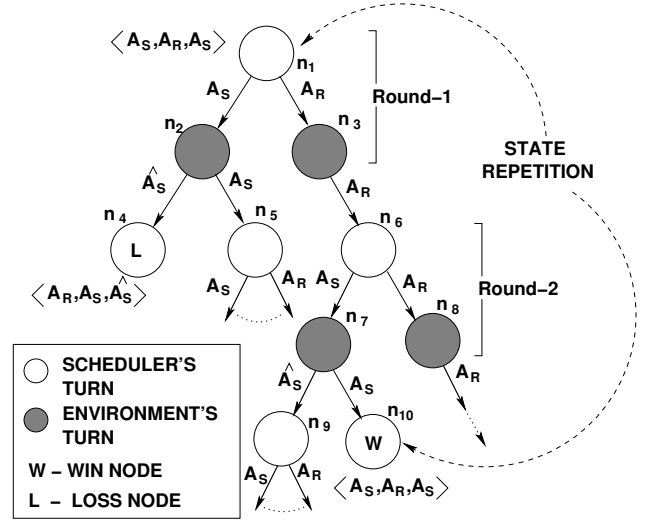 ⟨A_S,A_R,A_S⟩
n_1
A_S
A_R
Round–1
n_2
n_3
STATE
REPETITION
Â_S
A_S
A_R
n_4
n_5
n_6
L
A_S
A_R
A_S
A_R
Round–2
⟨A_R,A_S,Â_S⟩
n_7
n_8
SCHEDULER'S
TURN
Â_S
A_S
A_R
ENVIRONMENT'S
TURN
n_9
n_10
W
W – WIN NODE
A_S
A_R
⟨A_S,A_R,A_S⟩
L – LOSS NODE